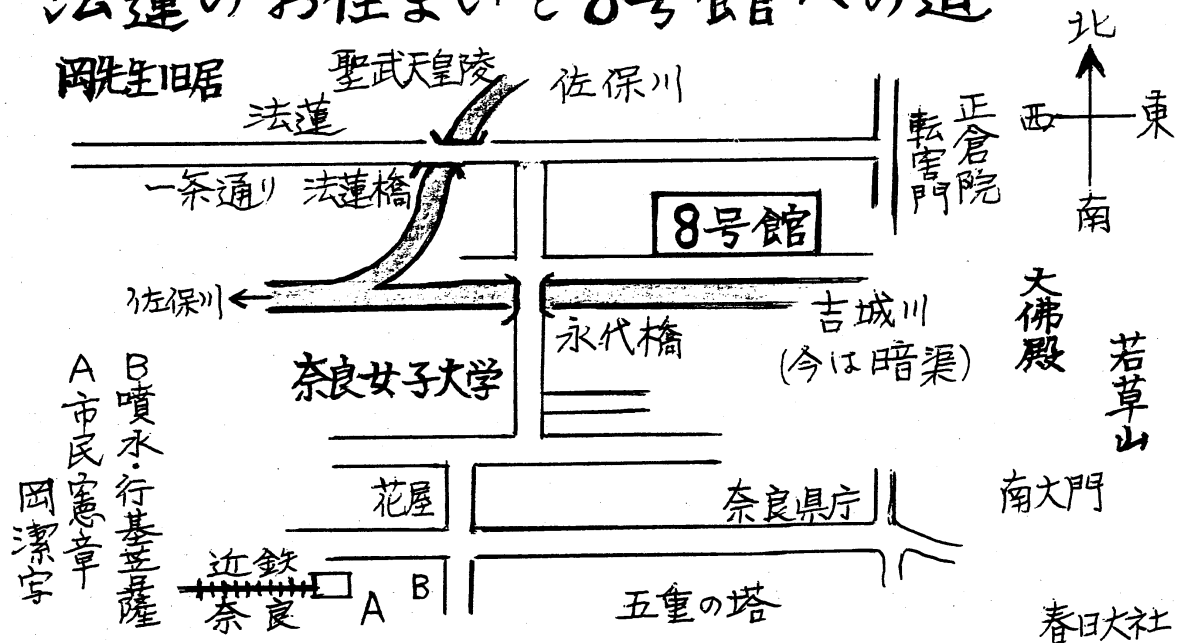 法蓮のお住まいと8号館への道
北
西
東
南
岡先生旧居
聖武天皇陵
佐保川
法蓮
正倉院
転害門
一条通り
法蓮橋
8号館
佐保川
吉城川
(今は暗渠)
永代橋
大佛殿
若草山
奈良女子大学
B噴水・行基菩薩
A市民憲章
岡潔写
花屋
奈良県庁
南大門
近鉄
奈良
A
B
五重の塔
春日大社